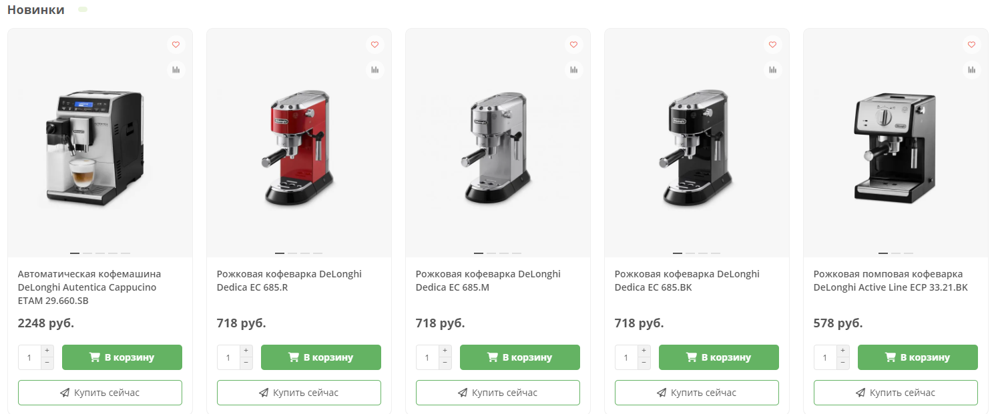 Новинки
Автоматическая кофемашина
DeLonghi Autentica Cappucino
ETAM 29.660.SB
2248 руб.
1 + −
В корзину
Купить сейчас
Рожковая кофеварка DeLonghi
Dedica EC 685.R
718 руб.
1 + −
В корзину
Купить сейчас
Рожковая кофеварка DeLonghi
Dedica EC 685.M
718 руб.
1 + −
В корзину
Купить сейчас
Рожковая кофеварка DeLonghi
Dedica EC 685.BK
718 руб.
1 + −
В корзину
Купить сейчас
Рожковая помповая кофеварка
DeLonghi Active Line ECP 33.21.BK
578 руб.
1 + −
В корзину
Купить сейчас